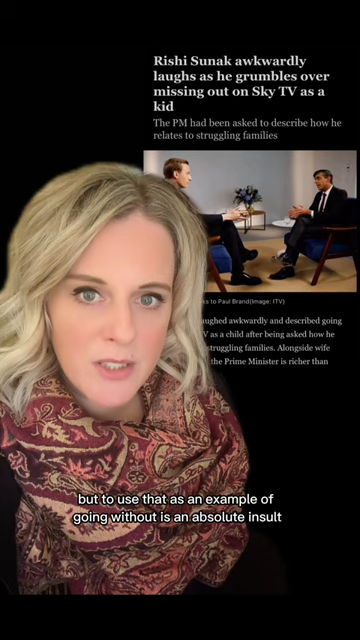 Rishi Sunak awkwardly
laughs as he grumbles over
missing out on Sky TV as a
kid
The PM had been asked to describe how he
relates to struggling families
to Paul Brand(Image: ITV)
laughed awkwardly and described going
as a child after being asked how he
struggling families. Alongside wife
the Prime Minister is richer than
but to use that as an example of
going without is an absolute insult